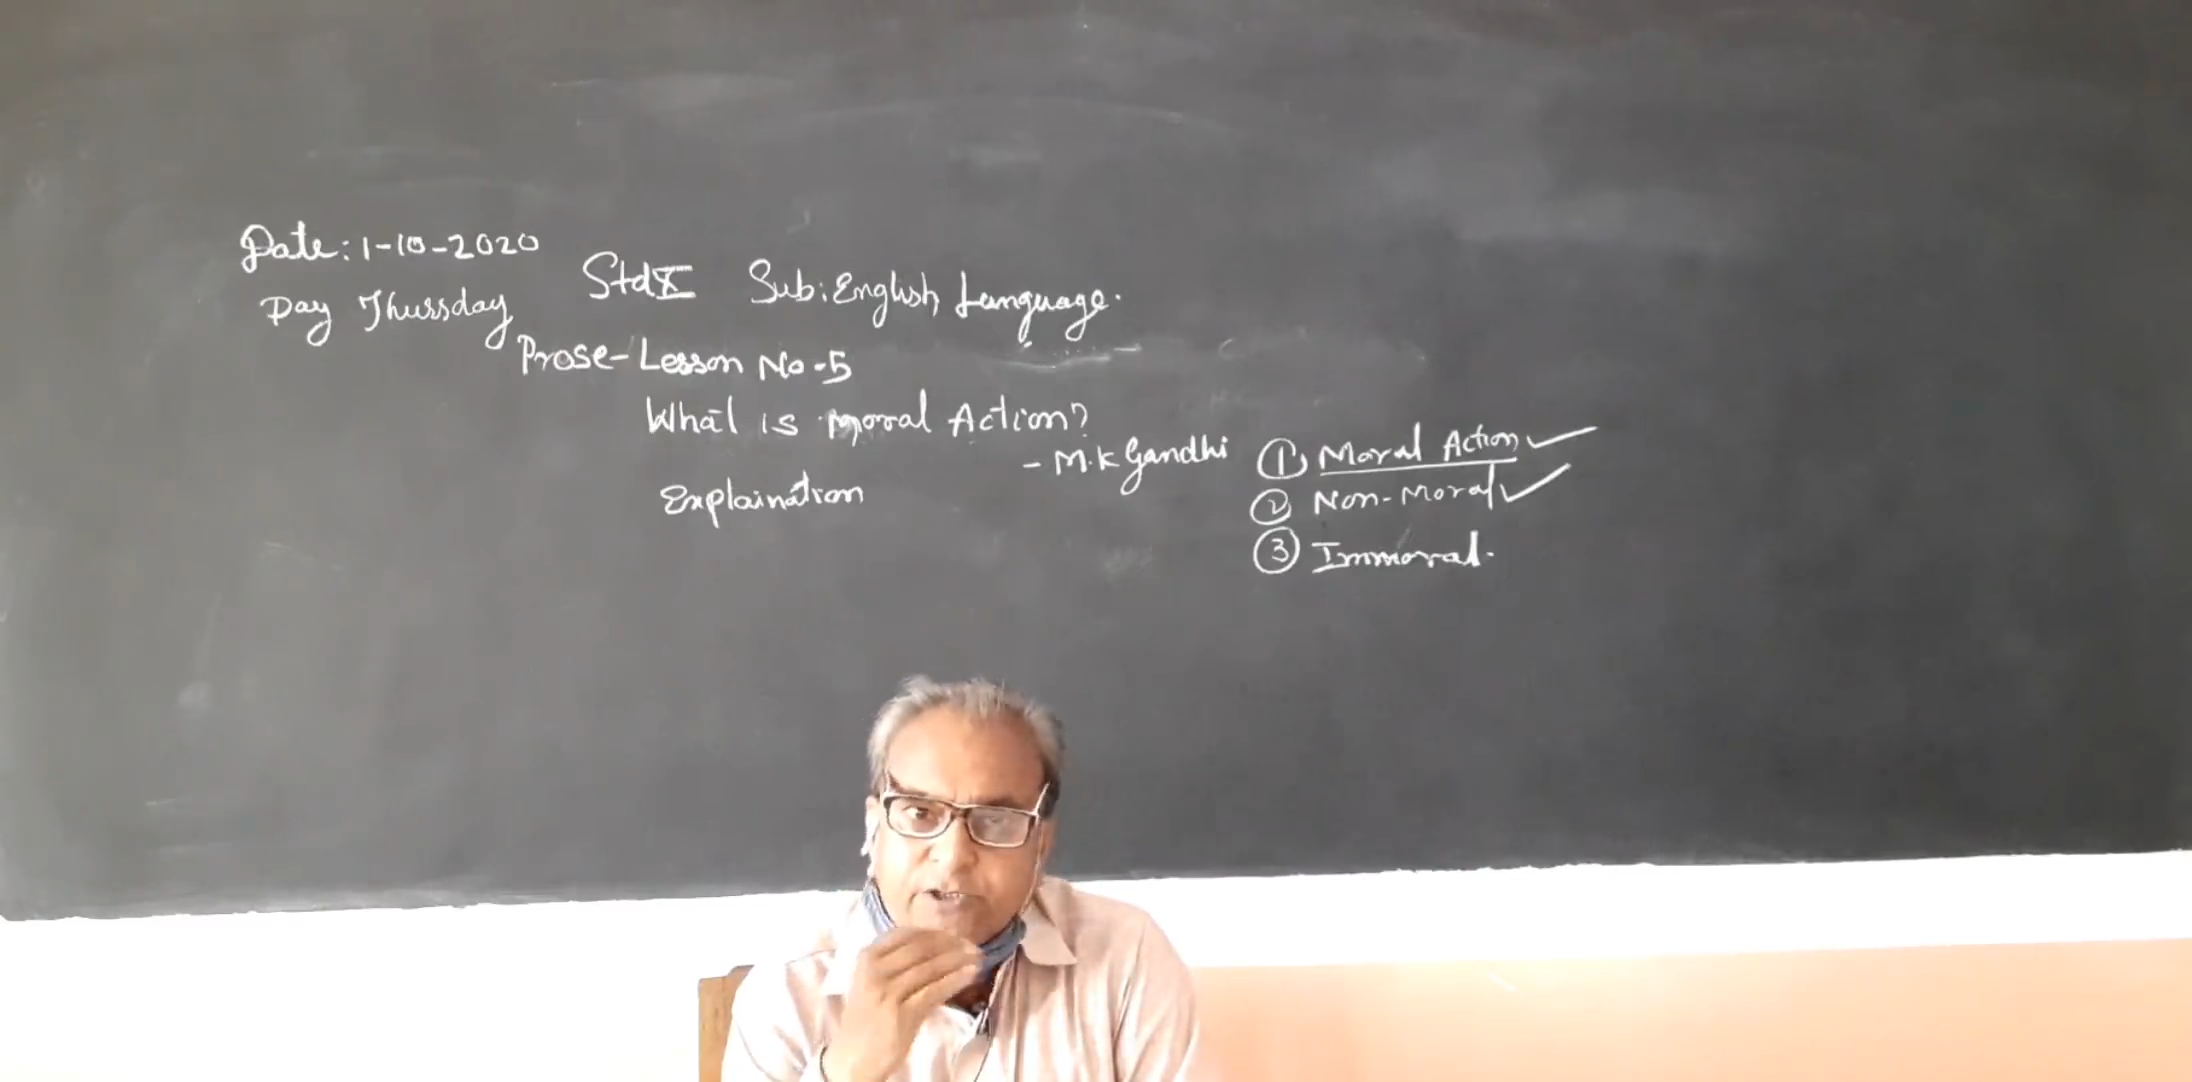 Date: 1-10-2020
Day Thursday
Std X Sub: English Language.
Prose-Lesson No-5
What is Moral Action?
- M.K Gandhi
Explaination
① Moral Action
② Non-Moral
③ Immoral.